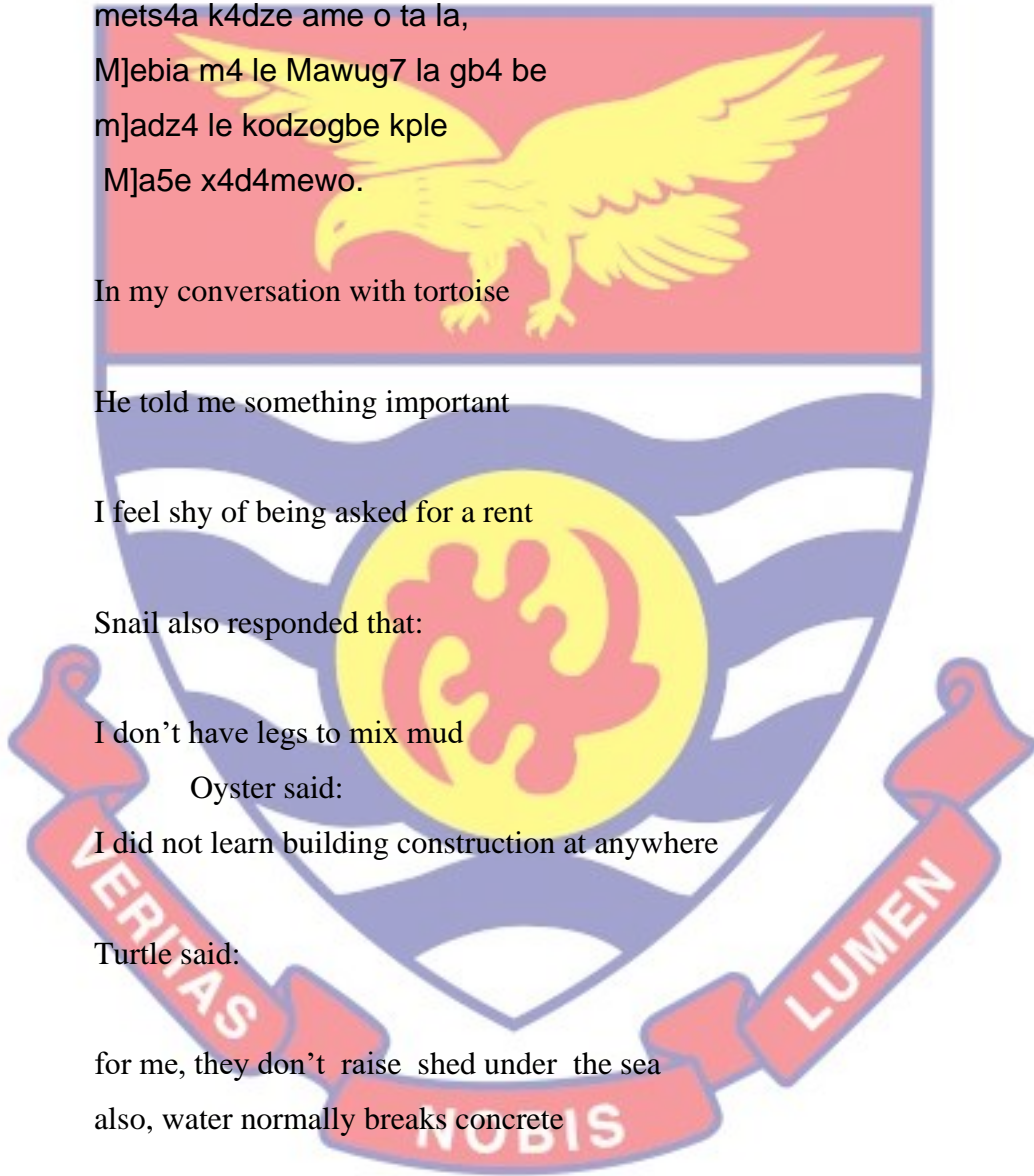 mets4a k4dze ame o ta la,
M]ebia m4 le Mawug7 la gb4 be
m]adz4 le kodzogbe kple
M]a5e x4d4mewo.
In my conversation with tortoise
He told me something important
I feel shy of being asked for a rent
Snail also responded that:
I don’t have legs to mix mud
Oyster said:
I did not learn building construction at anywhere
Turtle said:
for me, they don’t raise shed under the sea
also, water normally breaks concrete
VERITAS
NOBIS
LUMEN